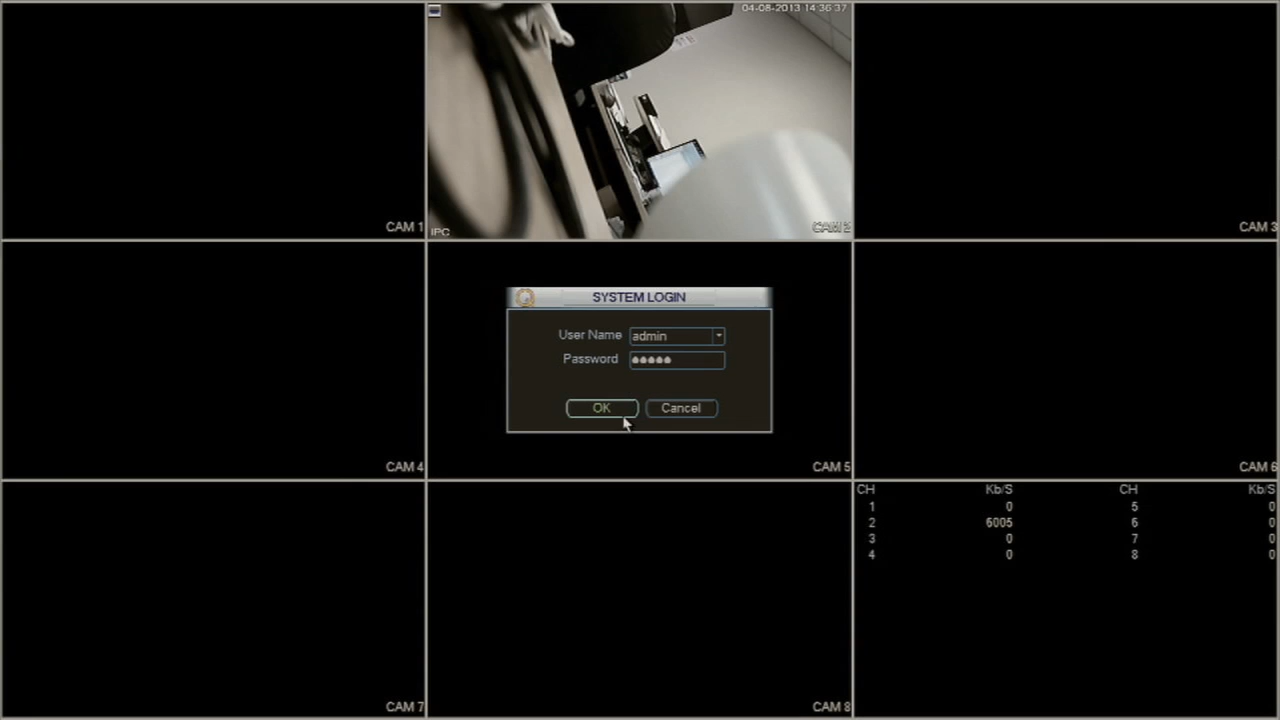 04-08-2013 14:36:37
CAM 1
IPC
CAM 2
CAM 3
SYSTEM LOGIN
User Name admin
Password ●●●●●
OK Cancel
CAM 4
CAM 5
CAM 6
CH Kb/S CH Kb/S
1 0 5 0
2 6005 6 0
3 0 7 0
4 0 8 0
CAM 7
CAM 8